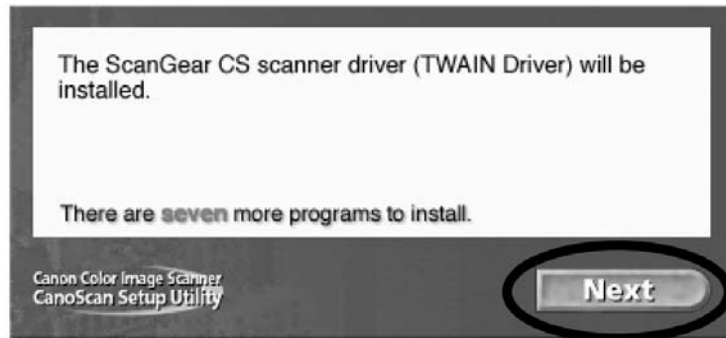 The ScanGear CS scanner driver (TWAIN Driver) will be
installed.
There are seven more programs to install.
Canon Color Image Scanner
CanoScan Setup Utility
Next